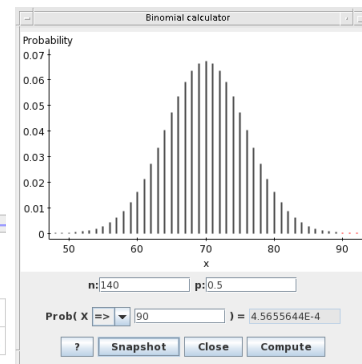 Binomial calculator
Probability
0.07
0.06
0.05
0.04
0.03
0.02
0.01
0
50 60 70 80 90
x
n: 140 p: 0.5
Prob( X => 90 ) = 4.5655644E-4
? Snapshot Close Compute